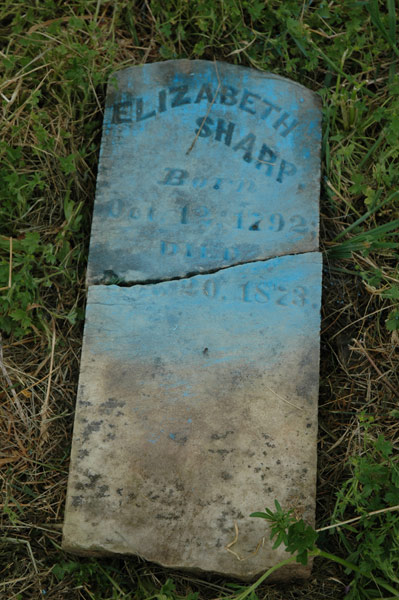 ELIZABETH
SHARP
Born
Oct. 12, 1792.
DIED
20, 1873.